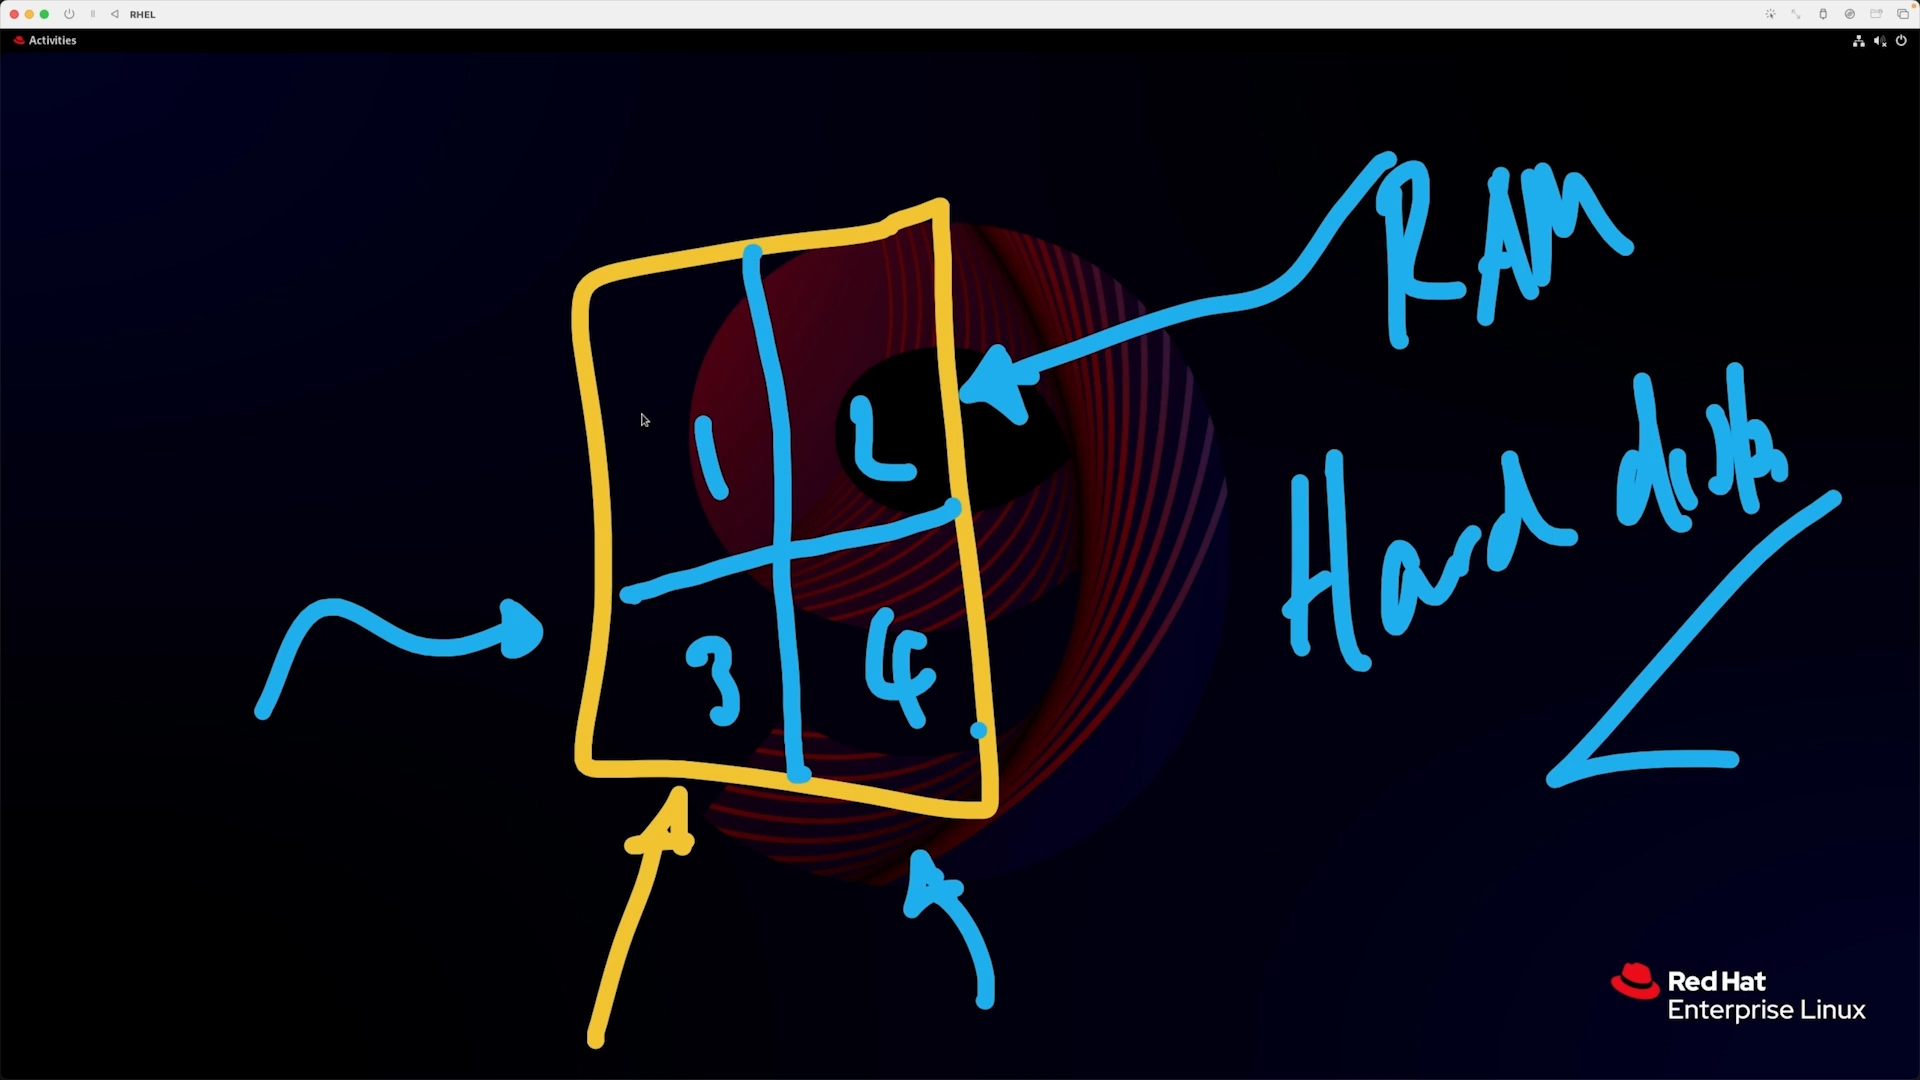 RHEL
Activities
RAM
Hard disk
1 2
3 4
Red Hat
Enterprise Linux